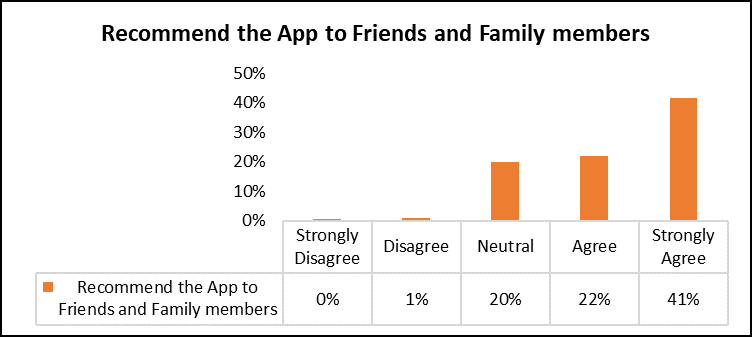 Recommend the App to Friends and Family members
50%
40%
30%
20%
10%
0%
Strongly
Disagree
Disagree
Neutral
Agree
Strongly
Agree
Recommend the App to
Friends and Family members
0%
1%
20%
22%
41%